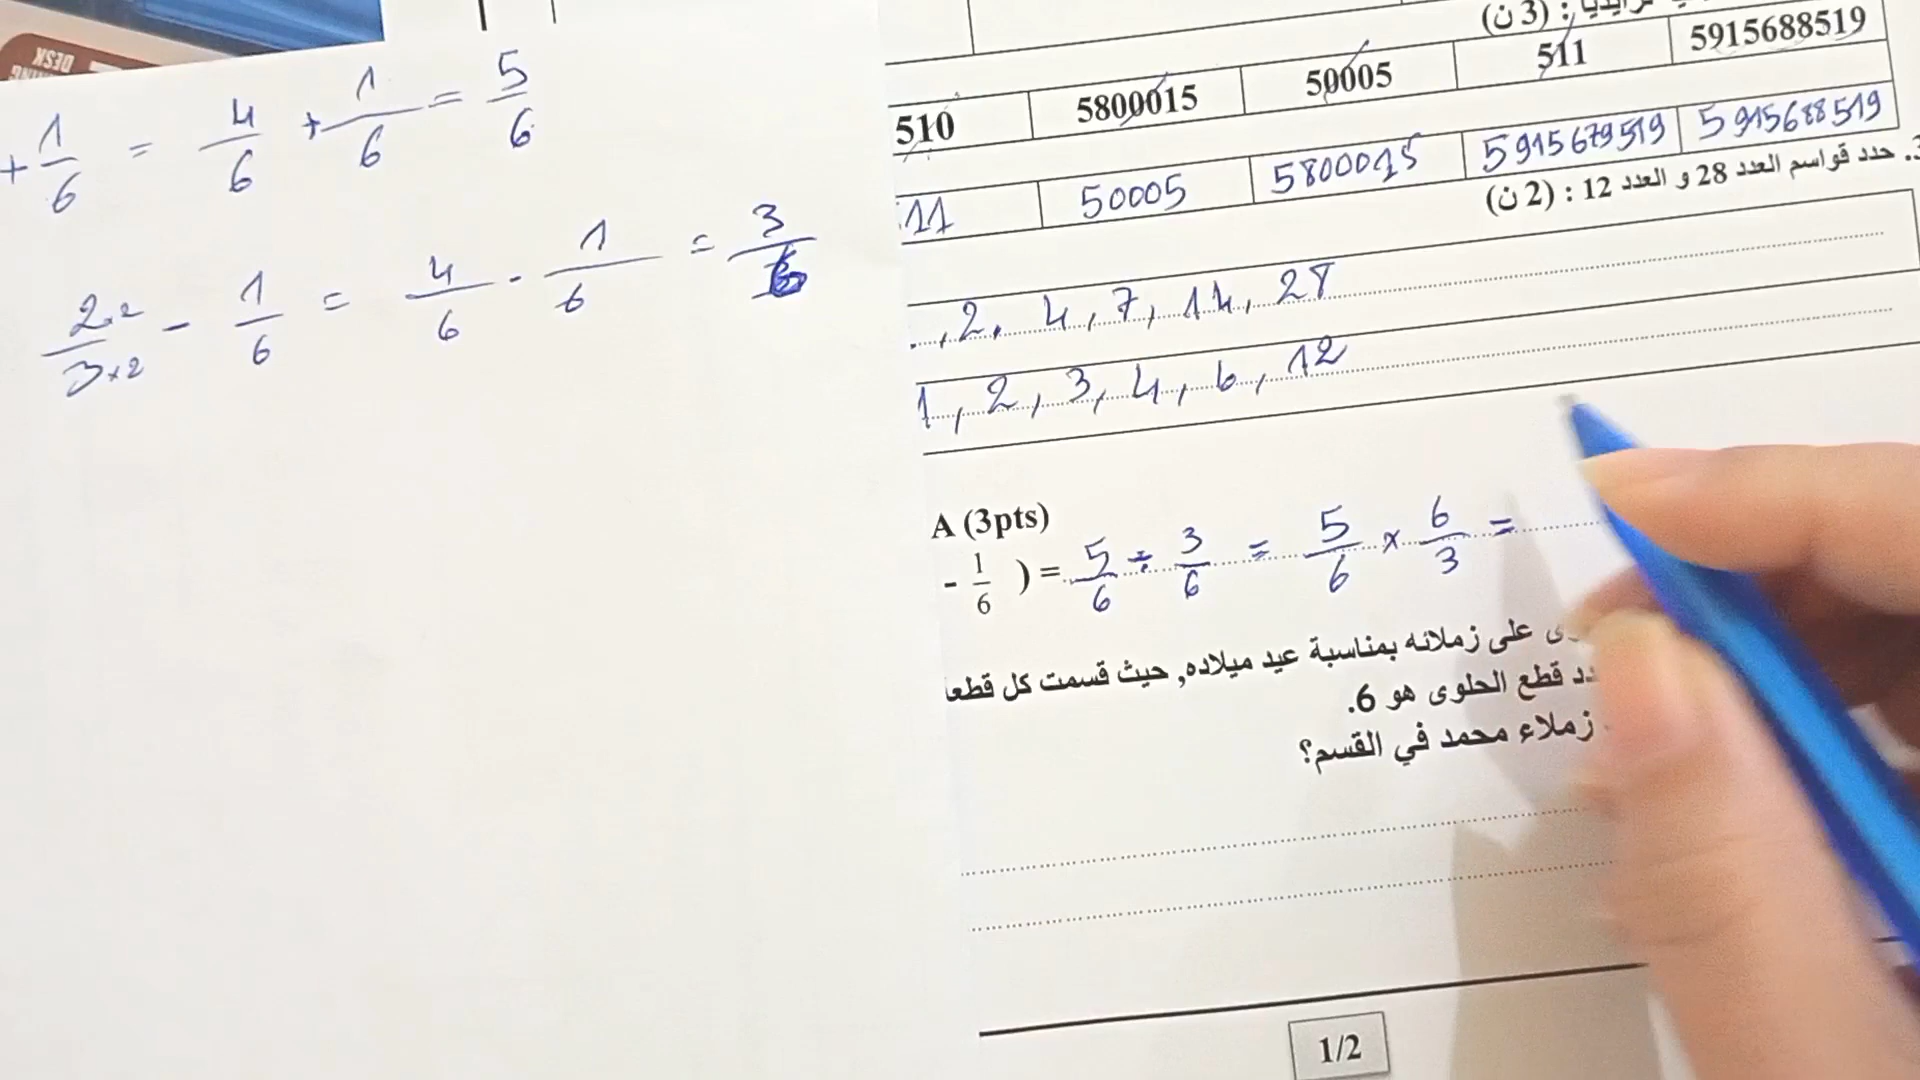 + 1/6 = 4/6 + 1/6 = 5/6
2×2/3×2 - 1/6 = 4/6 - 1/6 = 3/6
(3 ن)
510 5800015 50005 511 5915688519
11 50005 5800015 5915679519 5915688519
حدد قواسم العدد 28 و العدد 12 : (2 ن)
, 2, 4, 7, 14, 28
1, 2, 3, 4, 6, 12
A (3pts)
- 1/6 ) = 5/6 ÷ 3/6 = 5/6 × 6/3 =
على زملائه بمناسبة عيد ميلاده, حيث قسمت كل
قطع الحلوى هو 6.
زملاء محمد في القسم؟
1/2